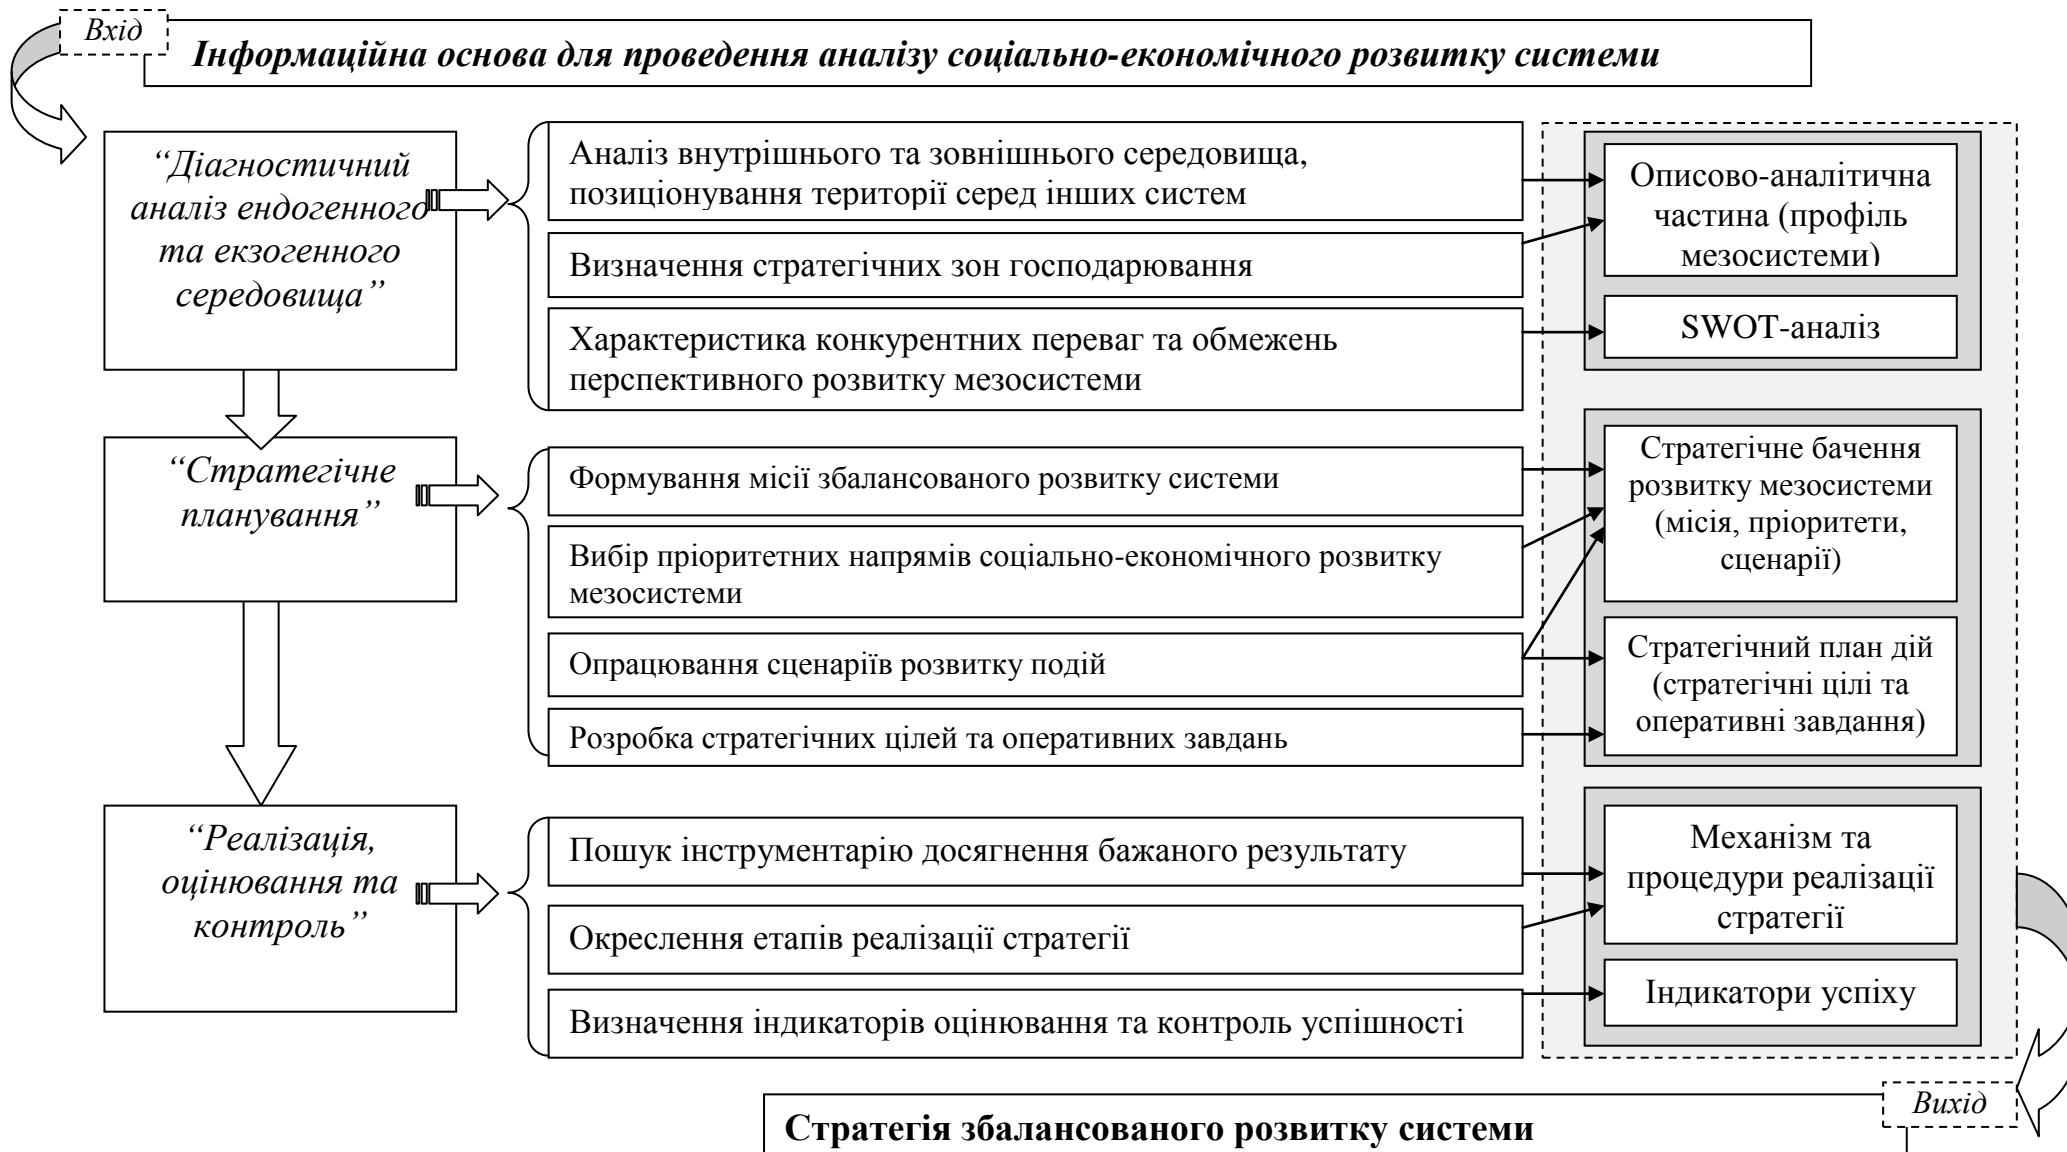 Вхід
Інформаційна основа для проведення аналізу соціально-економічного розвитку системи
“Діагностичний
аналіз ендогенного
та екзогенного
середовища”
Аналіз внутрішнього та зовнішнього середовища,
позиціонування території серед інших систем
Визначення стратегічних зон господарювання
Характеристика конкурентних переваг та обмежень
перспективного розвитку мезосистеми
Описово-аналітична
частина (профіль
мезосистеми)
SWOT-аналіз
“Стратегічне
планування”
Формування місії збалансованого розвитку системи
Вибір пріоритетних напрямів соціально-економічного розвитку
мезосистеми
Опрацювання сценаріїв розвитку подій
Розробка стратегічних цілей та оперативних завдань
Стратегічне бачення
розвитку мезосистеми
(місія, пріоритети,
сценарії)
Стратегічний план дій
(стратегічні цілі та
оперативні завдання)
“Реалізація,
оцінювання та
контроль”
Пошук інструментарію досягнення бажаного результату
Окреслення етапів реалізації стратегії
Визначення індикаторів оцінювання та контроль успішності
Механізм та
процедури реалізації
стратегії
Індикатори успіху
Вихід
Стратегія збалансованого розвитку системи